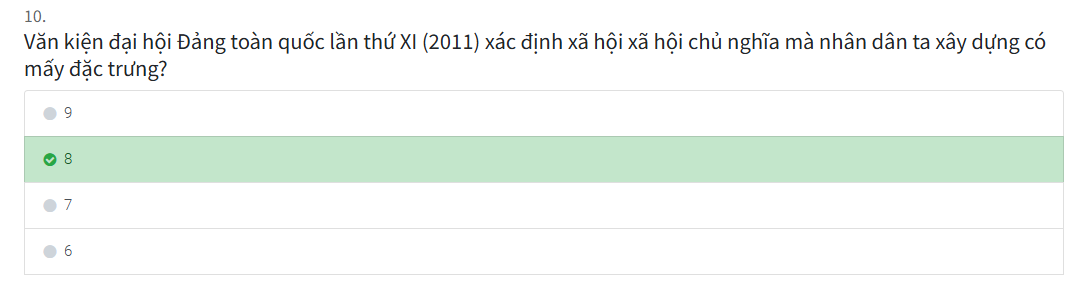 10.
Văn kiện đại hội Đảng toàn quốc lần thứ XI (2011) xác định xã hội xã hội chủ nghĩa mà nhân dân ta xây dựng có
mấy đặc trưng?
9
8
7
6